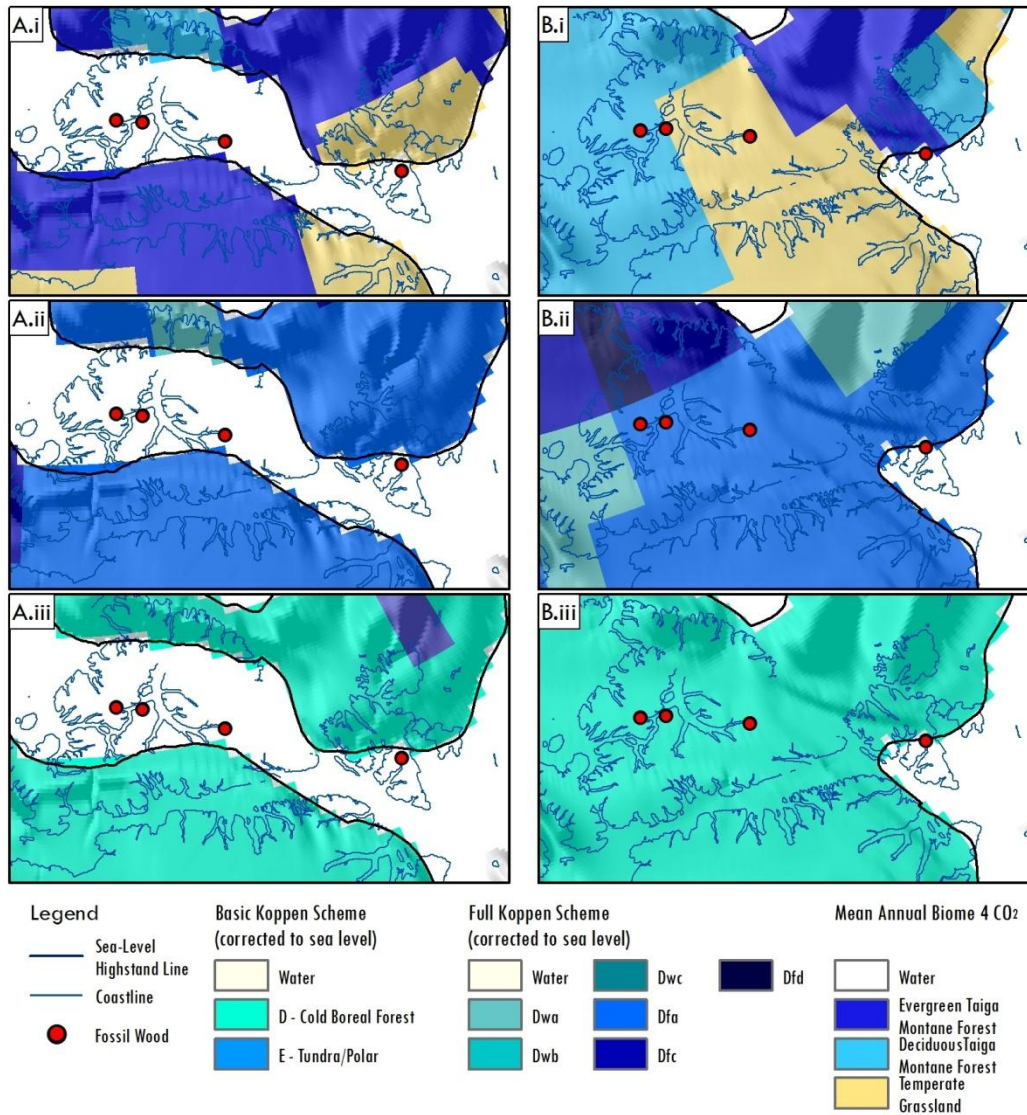 A.i
B.i
A.ii
B.ii
A.iii
B.iii
Legend
Sea-Level
Highstand Line
Coastline
Fossil Wood
Basic Koppen Scheme
(corrected to sea level)
Water
D - Cold Boreal Forest
E - Tundra/Polar
Full Koppen Scheme
(corrected to sea level)
Water
Dwa
Dwb
Dwc
Dfa
Dfc
Dfd
Mean Annual Biome 4 CO₂
Water
Evergreen Taiga
Montane Forest
DeciduousTaiga
Montane Forest
Temperate
Grassland